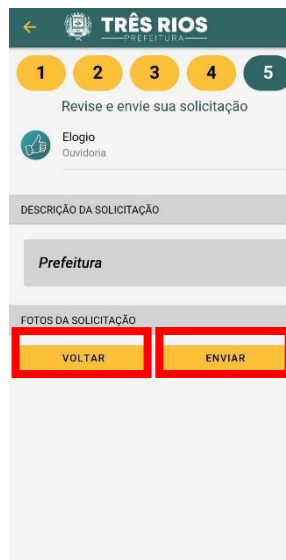 TRÊS RIOS
PREFEITURA
1 2 3 4 5
Revise e envie sua solicitação
Elogio
Ouvidoria
DESCRIÇÃO DA SOLICITAÇÃO
Prefeitura
FOTOS DA SOLICITAÇÃO
VOLTAR ENVIAR